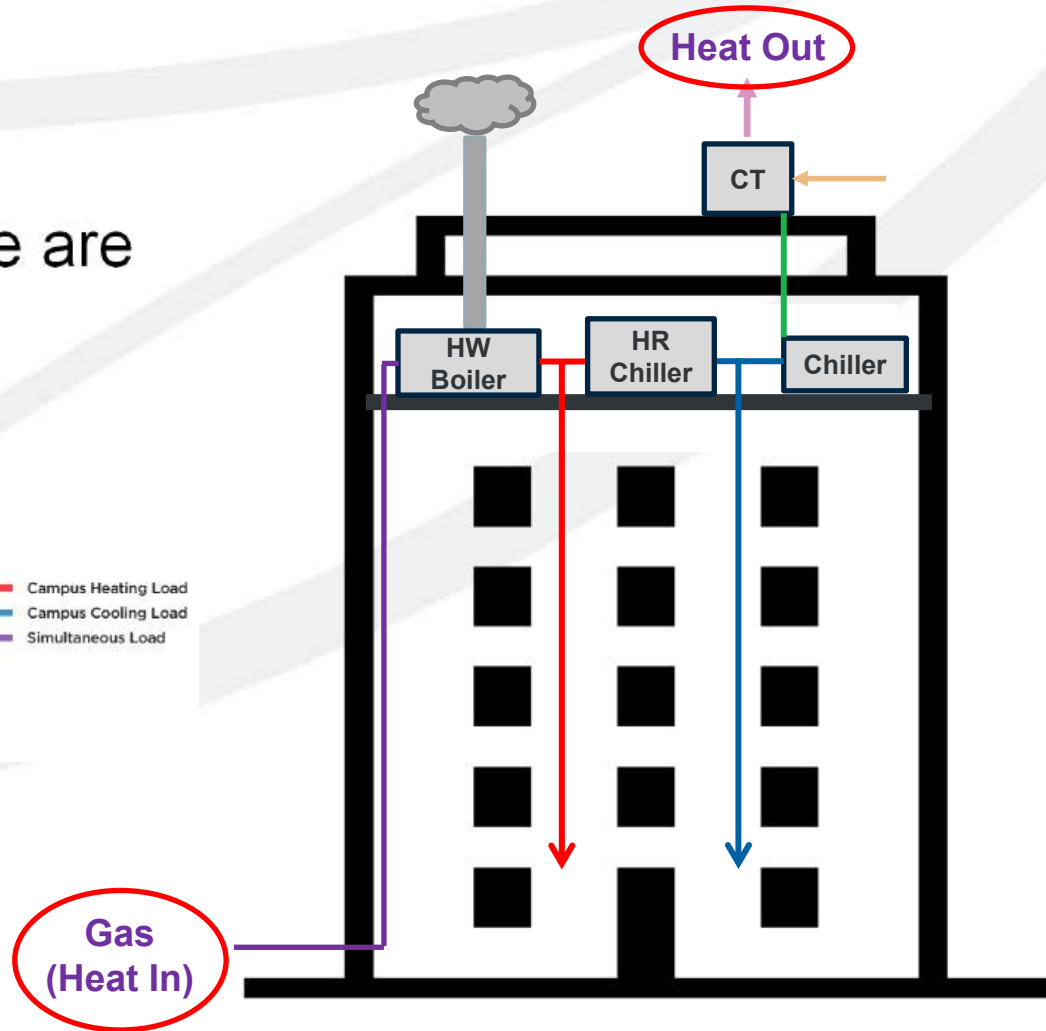 Heat Out
CT
e are
HW
Boiler
HR
Chiller
Chiller
Campus Heating Load
Campus Cooling Load
Simultaneous Load
Gas
(Heat In)